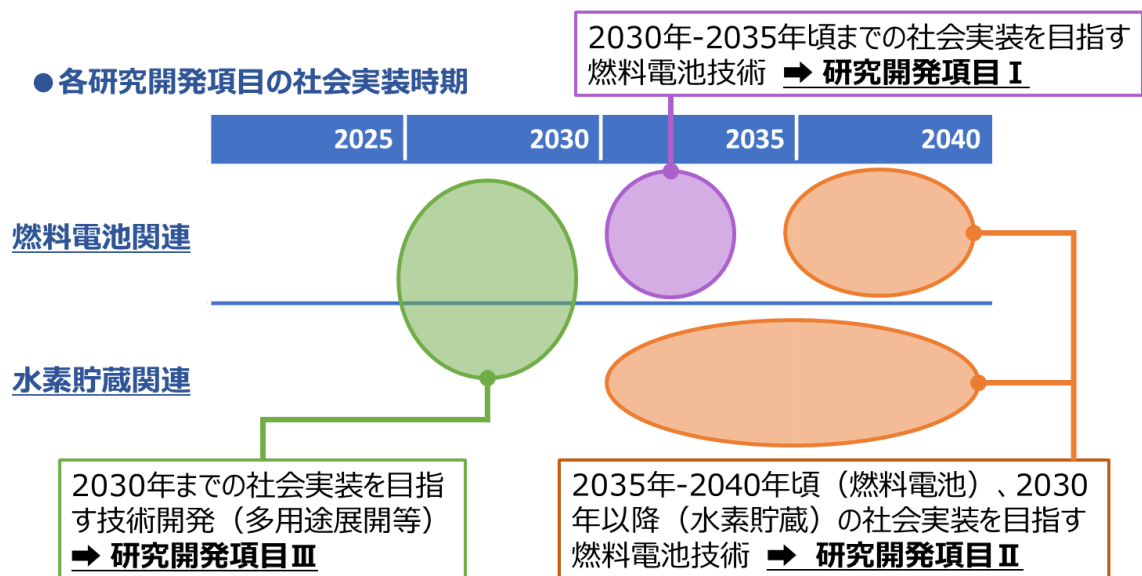 2030年-2035年頃までの社会実装を目指す
燃料電池技術 ➡ 研究開発項目Ⅰ
●各研究開発項目の社会実装時期
2025 2030 2035 2040
燃料電池関連
水素貯蔵関連
2030年までの社会実装を目指
す技術開発（多用途展開等）
➡ 研究開発項目Ⅲ
2035年-2040年頃（燃料電池）、2030
年以降（水素貯蔵）の社会実装を目指す
燃料電池技術 ➡ 研究開発項目Ⅱ